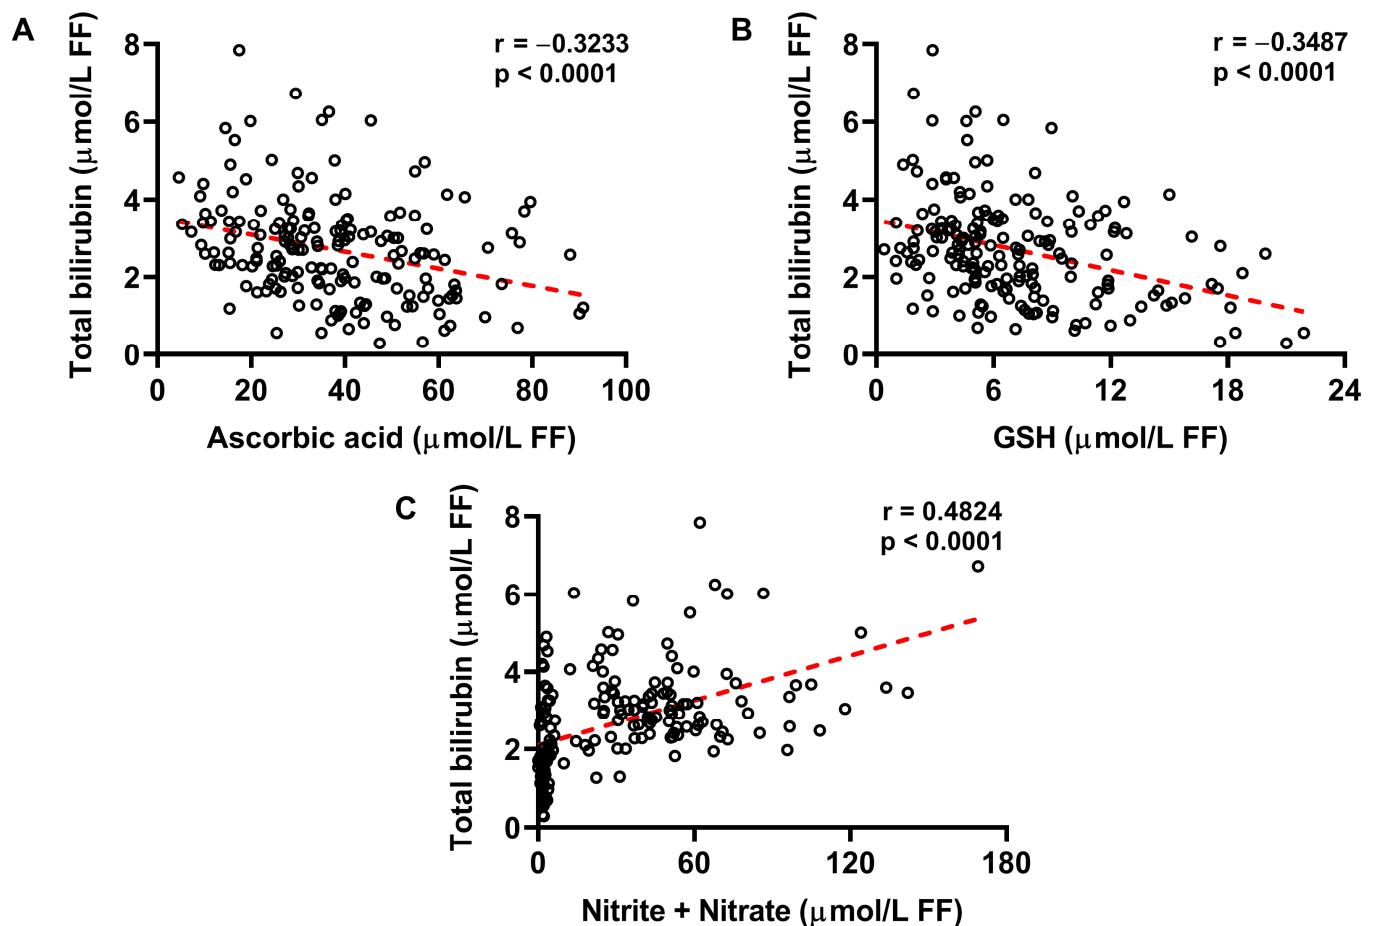 A
Total bilirubin (μmol/L FF)
8
6
4
2
0
r = −0.3233
p < 0.0001
0 20 40 60 80 100
Ascorbic acid (μmol/L FF)
B
Total bilirubin (μmol/L FF)
8
6
4
2
0
r = −0.3487
p < 0.0001
0 6 12 18 24
GSH (μmol/L FF)
C
Total bilirubin (μmol/L FF)
8
6
4
2
0
r = 0.4824
p < 0.0001
0 60 120 180
Nitrite + Nitrate (μmol/L FF)